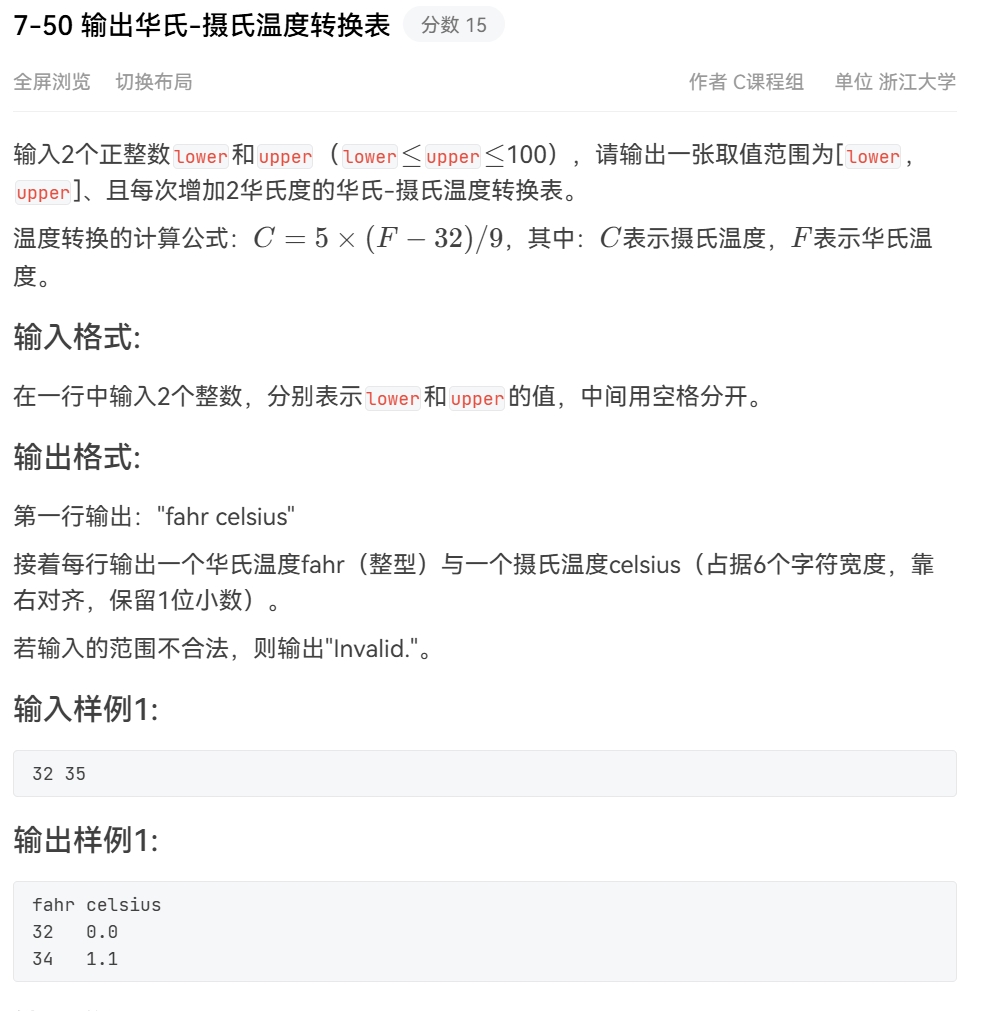 7-50 输出华氏-摄氏温度转换表 分数 15
全屏浏览 切换布局 作者 C课程组 单位 浙江大学
输入2个正整数lower和upper（lower≤upper≤100），请输出一张取值范围为[lower，
upper]、且每次增加2华氏度的华氏-摄氏温度转换表。
温度转换的计算公式：C = 5 × (F − 32)/9，其中：C表示摄氏温度，F表示华氏温
度。
输入格式:
在一行中输入2个整数，分别表示lower和upper的值，中间用空格分开。
输出格式:
第一行输出："fahr celsius"
接着每行输出一个华氏温度fahr（整型）与一个摄氏温度celsius（占据6个字符宽度，靠
右对齐，保留1位小数）。
若输入的范围不合法，则输出"Invalid."。
输入样例1:
32 35
输出样例1:
fahr celsius
32   0.0
34   1.1